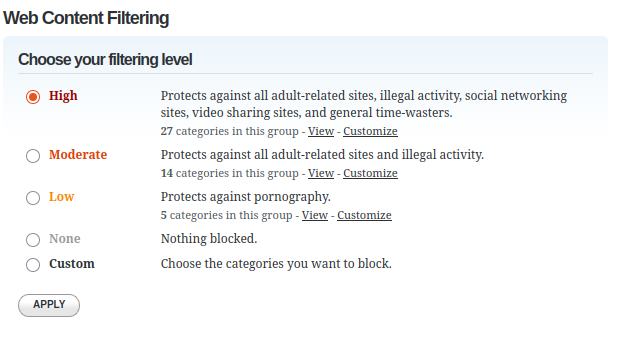 Web Content Filtering
Choose your filtering level
High
Protects against all adult-related sites, illegal activity, social networking
sites, video sharing sites, and general time-wasters.
27 categories in this group - View - Customize
Moderate
Protects against all adult-related sites and illegal activity.
14 categories in this group - View - Customize
Low
Protects against pornography.
5 categories in this group - View - Customize
None
Nothing blocked.
Custom
Choose the categories you want to block.
APPLY